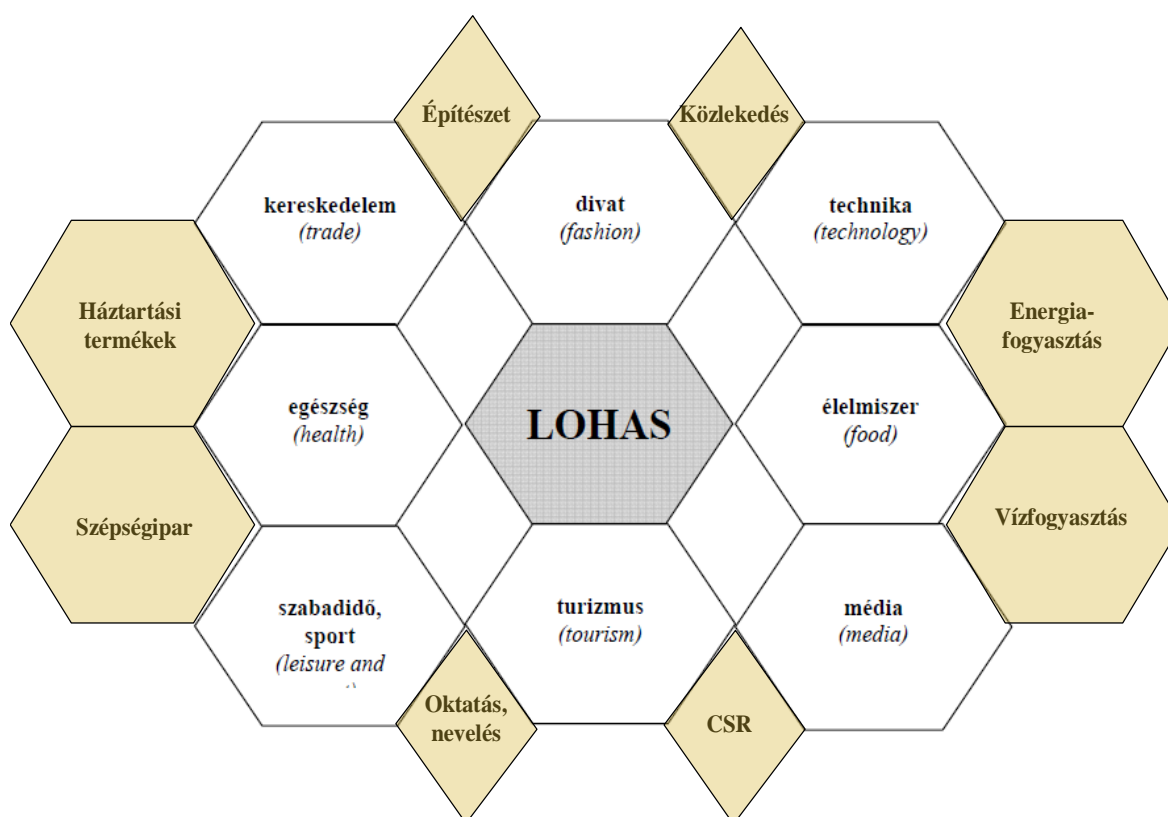 Építészet
Közlekedés
kereskedelem
(trade)
divat
(fashion)
technika
(technology)
Háztartási
termékek
Energia-
fogyasztás
egészség
(health)
LOHAS
élelmiszer
(food)
Szépségipar
Vízfogyasztás
szabadidő,
sport
(leisure and
turizmus
(tourism)
média
(media)
Oktatás,
nevelés
CSR